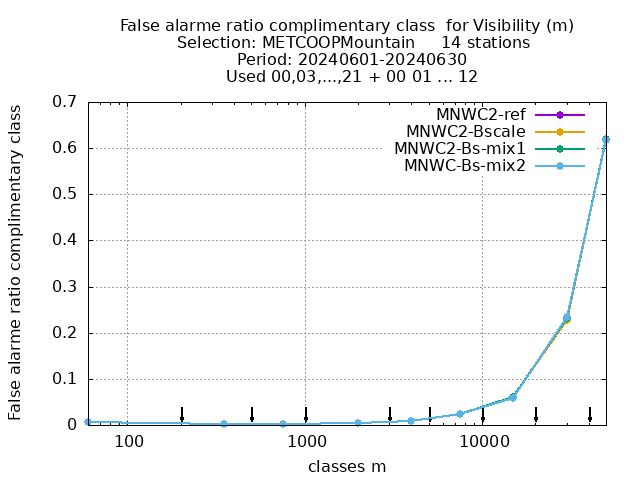 False alarme ratio complimentary class  for Visibility (m)
Selection: METCOOPMountain     14 stations
Period: 20240601-20240630
Used 00,03,...,21 + 00 01 ... 12
False alarme ratio complimentary class
0.7
0.6
0.5
0.4
0.3
0.2
0.1
0
MNWC2-ref
MNWC2-Bscale
MNWC2-Bs-mix1
MNWC-Bs-mix2
100 1000 10000
classes m